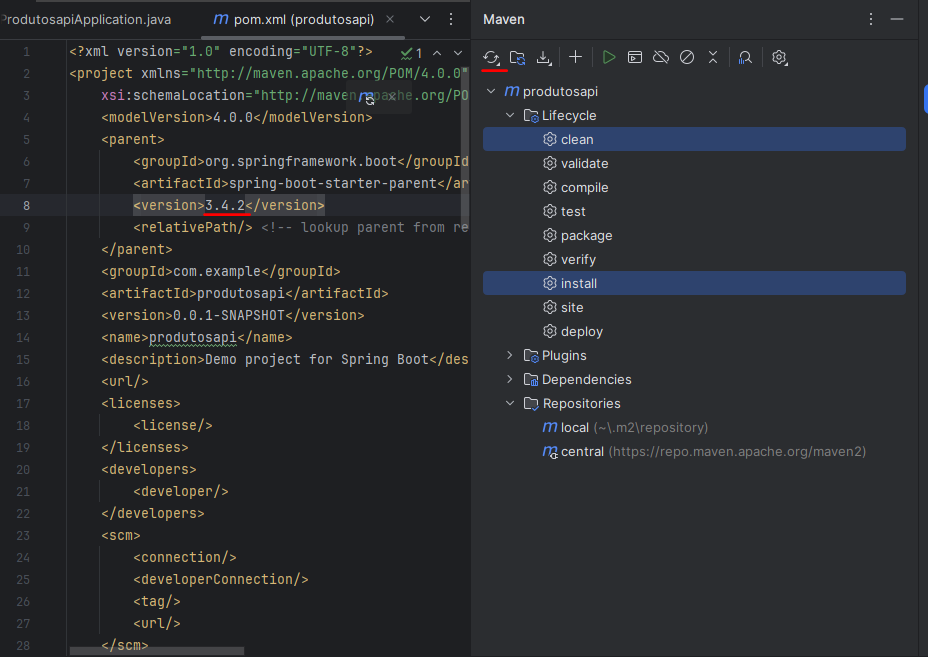 rodutosapiApplication.java
m pom.xml (produtosapi)
1
1 <?xml version="1.0" encoding="UTF-8"?>
2 <project xmlns="http://maven.apache.org/POM/4.0.0"
3 xsi:schemaLocation="http://maven.apache.org/PO
4 <modelVersion>4.0.0</modelVersion>
5 <parent>
6 <groupId>org.springframework.boot</groupId
7 <artifactId>spring-boot-starter-parent</ar
8 <version>3.4.2</version>
9 <relativePath/> <!-- lookup parent from re
10 </parent>
11 <groupId>com.example</groupId>
12 <artifactId>produtosapi</artifactId>
13 <version>0.0.1-SNAPSHOT</version>
14 <name>produtosapi</name>
15 <description>Demo project for Spring Boot</des
16 <url/>
17 <licenses>
18 <license/>
19 </licenses>
20 <developers>
21 <developer/>
22 </developers>
23 <scm>
24 <connection/>
25 <developerConnection/>
26 <tag/>
27 <url/>
28 </scm>
Maven
m produtosapi
Lifecycle
clean
validate
compile
test
package
verify
install
site
deploy
Plugins
Dependencies
Repositories
m local (~\.m2\repository)
m central (https://repo.maven.apache.org/maven2)